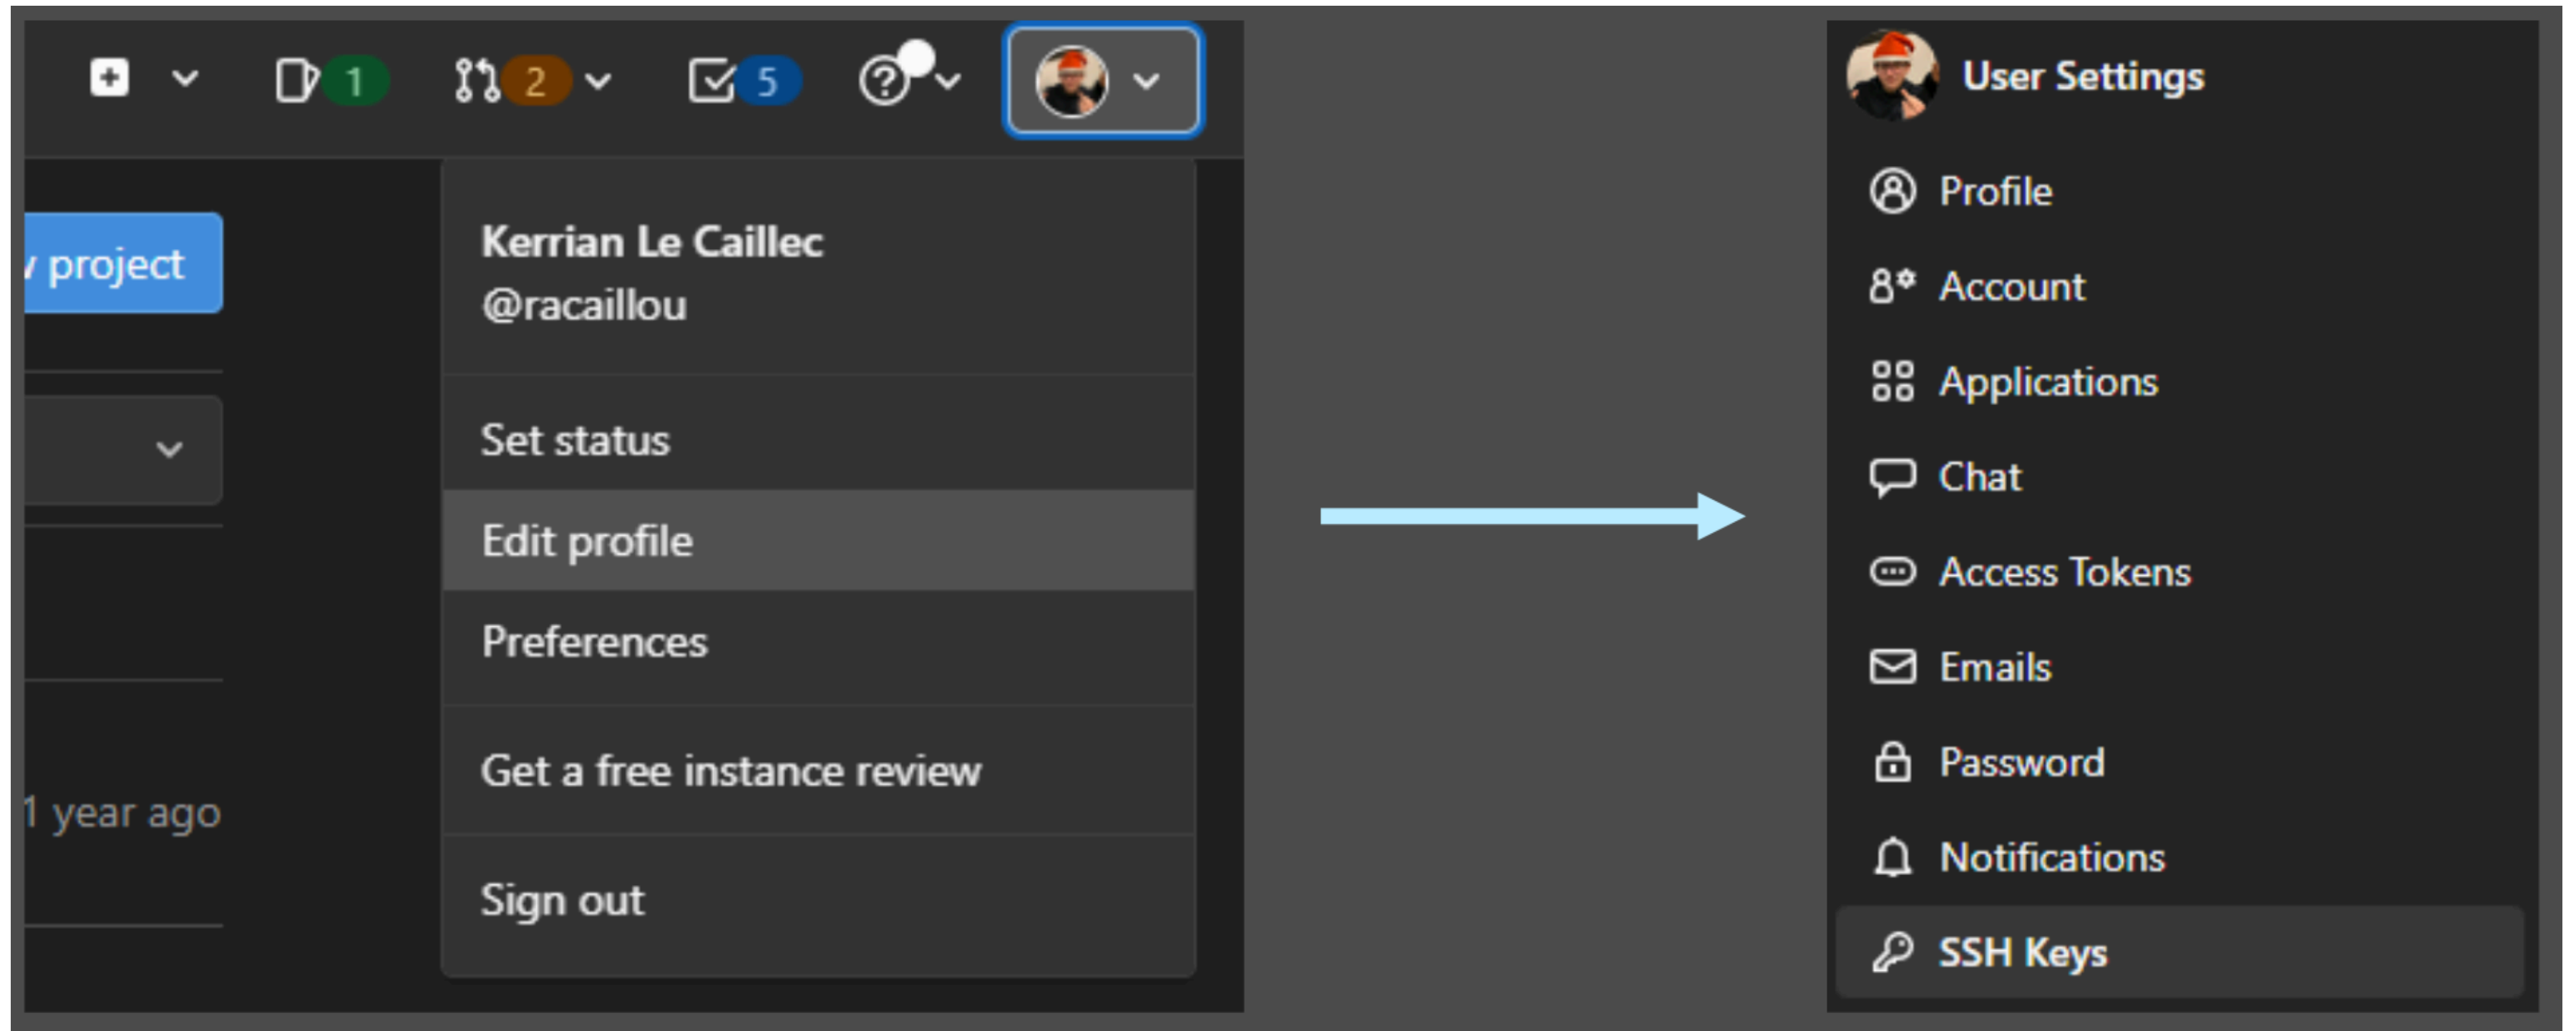 1
2
5
Kerrian Le Caillec
@racaillou
project
Set status
Edit profile
Preferences
Get a free instance review
1 year ago
Sign out
User Settings
Profile
Account
Applications
Chat
Access Tokens
Emails
Password
Notifications
SSH Keys